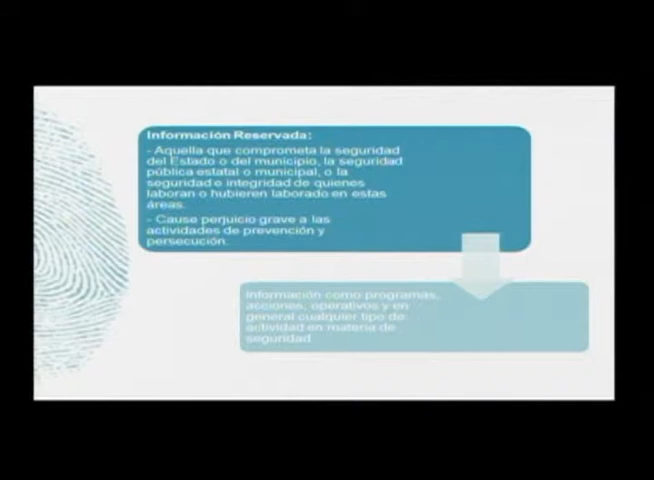 Información Reservada:
- Aquella que comprometa la seguridad
del Estado o del municipio, la seguridad
pública estatal o municipal, o la
seguridad e integridad de quienes
laboran o hubieren laborado en estas
áreas.
- Cause perjuicio grave a las
actividades de prevención y
persecución.
Información como programas,
acciones, operativos y en
general cualquier tipo de
actividad en materia de
seguridad